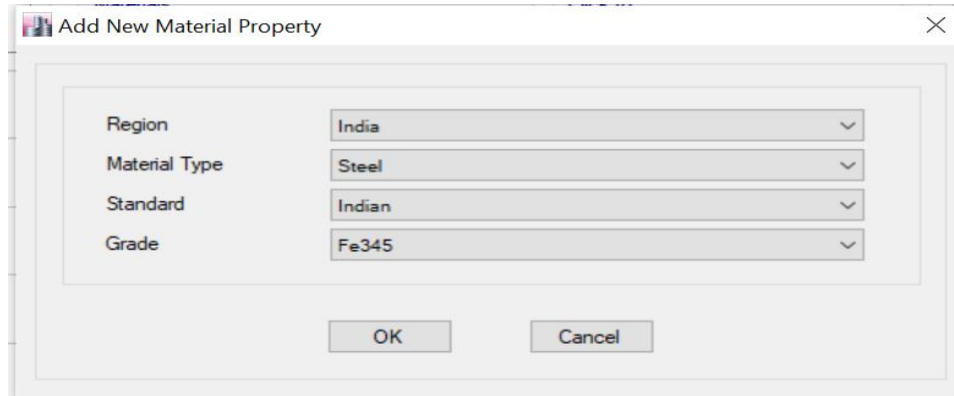 Add New Material Property
Region India
Material Type Steel
Standard Indian
Grade Fe345
OK Cancel